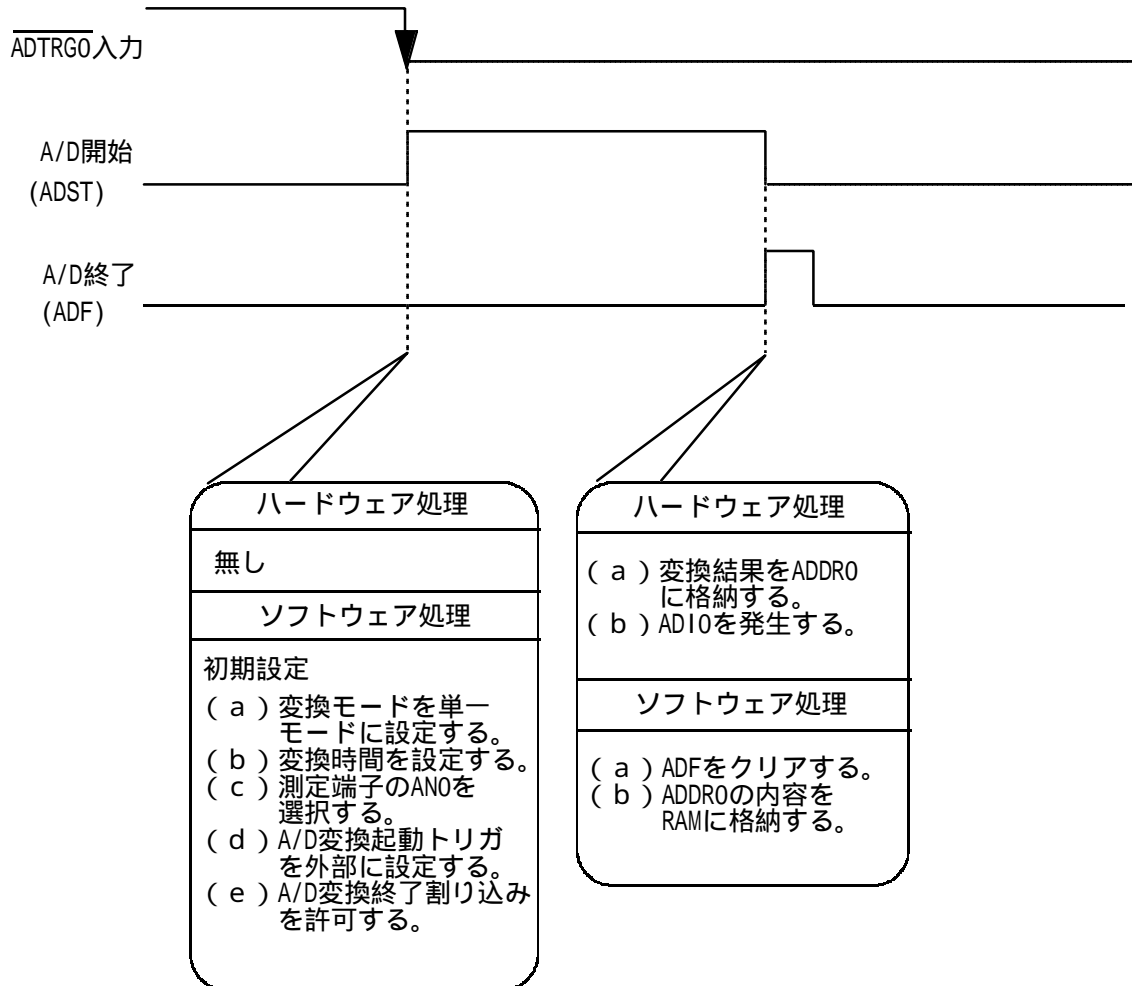 ADTRG0入力
A/D開始
(ADST)
A/D終了
(ADF)
ハードウェア処理
無し
ソフトウェア処理
初期設定
(a)変換モードを単一
モードに設定する。
(b)変換時間を設定する。
(c)測定端子のAN0を
選択する。
(d)A/D変換起動トリガ
を外部に設定する。
(e)A/D変換終了割り込み
を許可する。
ハードウェア処理
(a)変換結果をADDR0
に格納する。
(b)ADI0を発生する。
ソフトウェア処理
(a)ADFをクリアする。
(b)ADDR0の内容を
RAMに格納する。